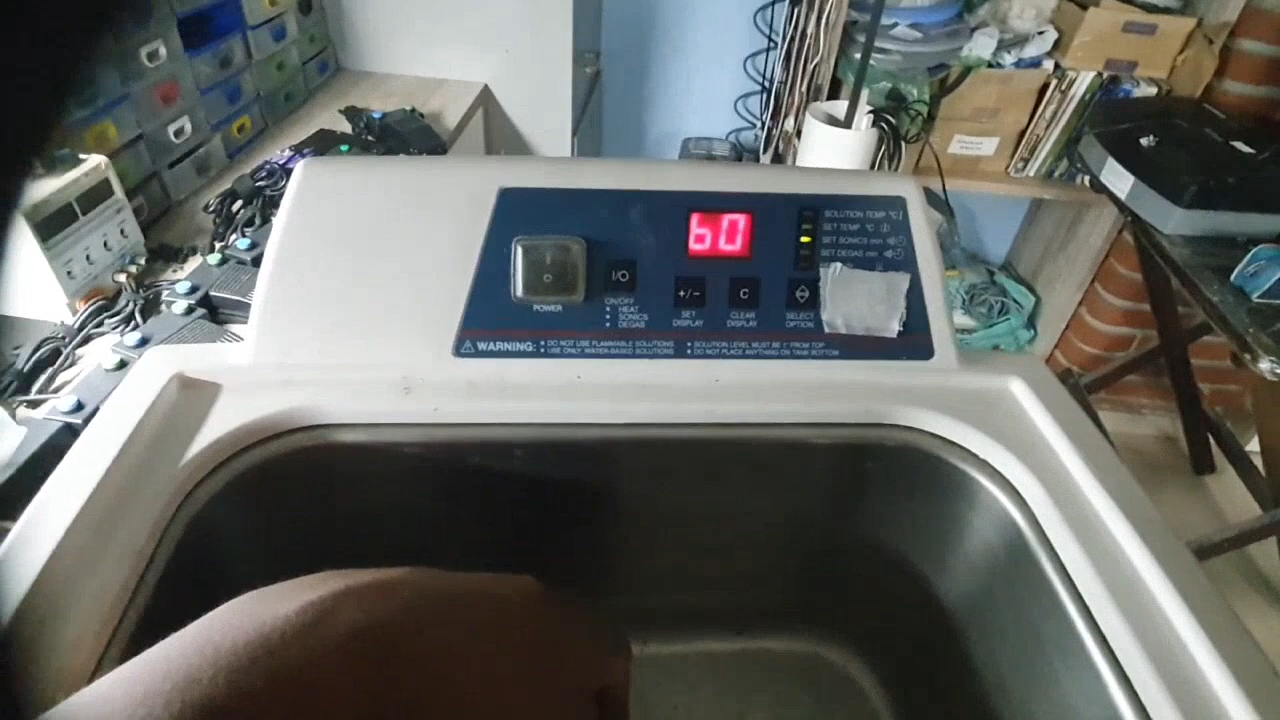 60
SOLUTION TEMP °C
SET TEMP °C
SET SONICS min
SET DEGAS min
I/O
+/−
C
POWER
ON/OFF
• HEAT
• SONICS
• DEGAS
SET DISPLAY
CLEAR DISPLAY
SELECT OPTION
WARNING:
• DO NOT USE FLAMMABLE SOLUTIONS
• USE ONLY WATER-BASED SOLUTIONS
• SOLUTION LEVEL MUST BE 1" FROM TOP
• DO NOT PLACE ANYTHING ON TANK BOTTOM